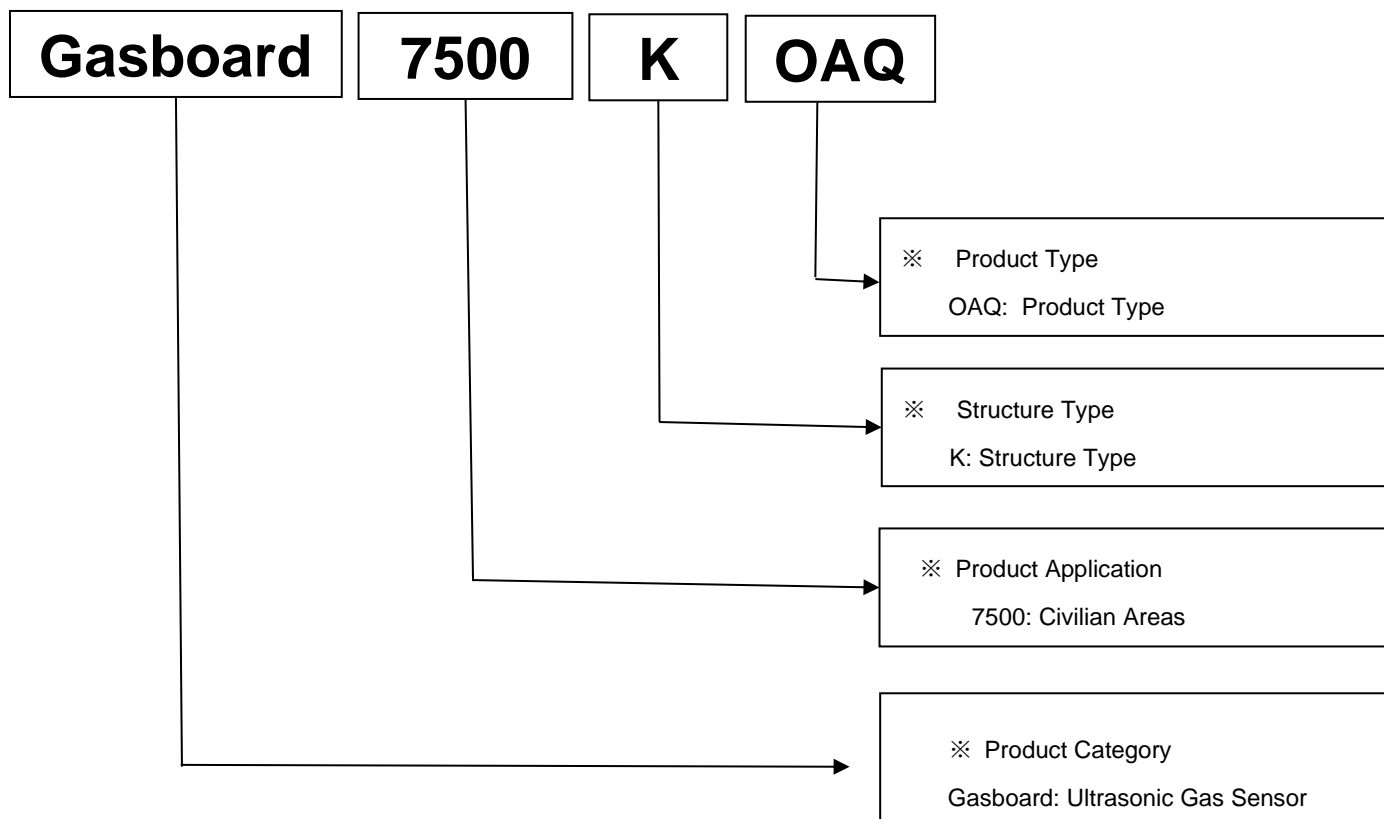 Gasboard 7500 K OAQ
※ Product Type
OAQ: Product Type
※ Structure Type
K: Structure Type
※ Product Application
7500: Civilian Areas
※ Product Category
Gasboard: Ultrasonic Gas Sensor